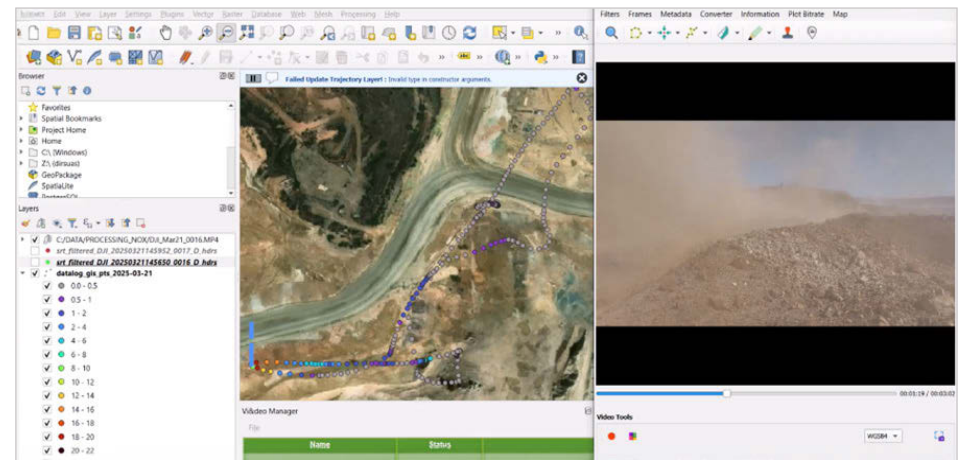 Edit View Layer Settings Plugins Vector Raster Database Web Mesh Processing Help
Filters Frames Metadata Converter Information Plot Bitrate Map
Browser
Failed Update Trajectory Layer! : Invalid type in constructor arguments.
Favorites
Spatial Bookmarks
Project Home
Home
C:\ (Windows)
Z:\ (dirsuas)
GeoPackage
SpatiaLite
PostgreSQL
Layers
C:/DATA/PROCESSING_NOX/DJI_Mar21_0016.MP4
srt_filtered_DJI_20250321145952_0017_D_hdrs
srt_filtered_DJI_20250321145650_0016_D_hdrs
datalog_gis_pts_2025-03-21
0.0 - 0.5
0.5 - 1
1 - 2
2 - 4
4 - 6
6 - 8
8 - 10
10 - 12
12 - 14
14 - 16
16 - 18
18 - 20
20 - 22
Video Manager
File
Name Status
00:01:19 / 00:03:02
Video Tools
WGS84